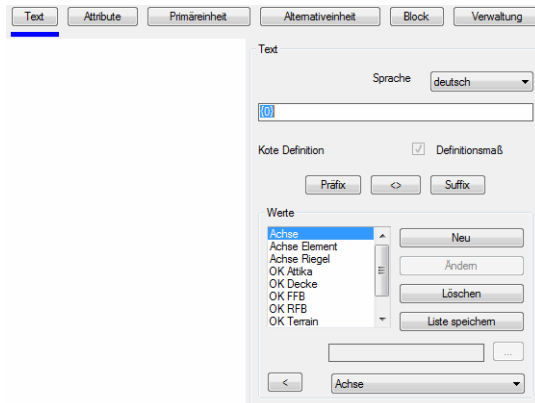 Text Attribute Primäreinheit Alternativeinheit Block Verwaltung
Text
Sprache deutsch
{0}
Kote Definition Definitionsmaß
Präfix <> Suffix
Werte
Achse
Achse Element
Achse Riegel
OK Attika
OK Decke
OK FFB
OK RFB
OK Terrain
Neu
Ändern
Löschen
Liste speichern
...
< Achse